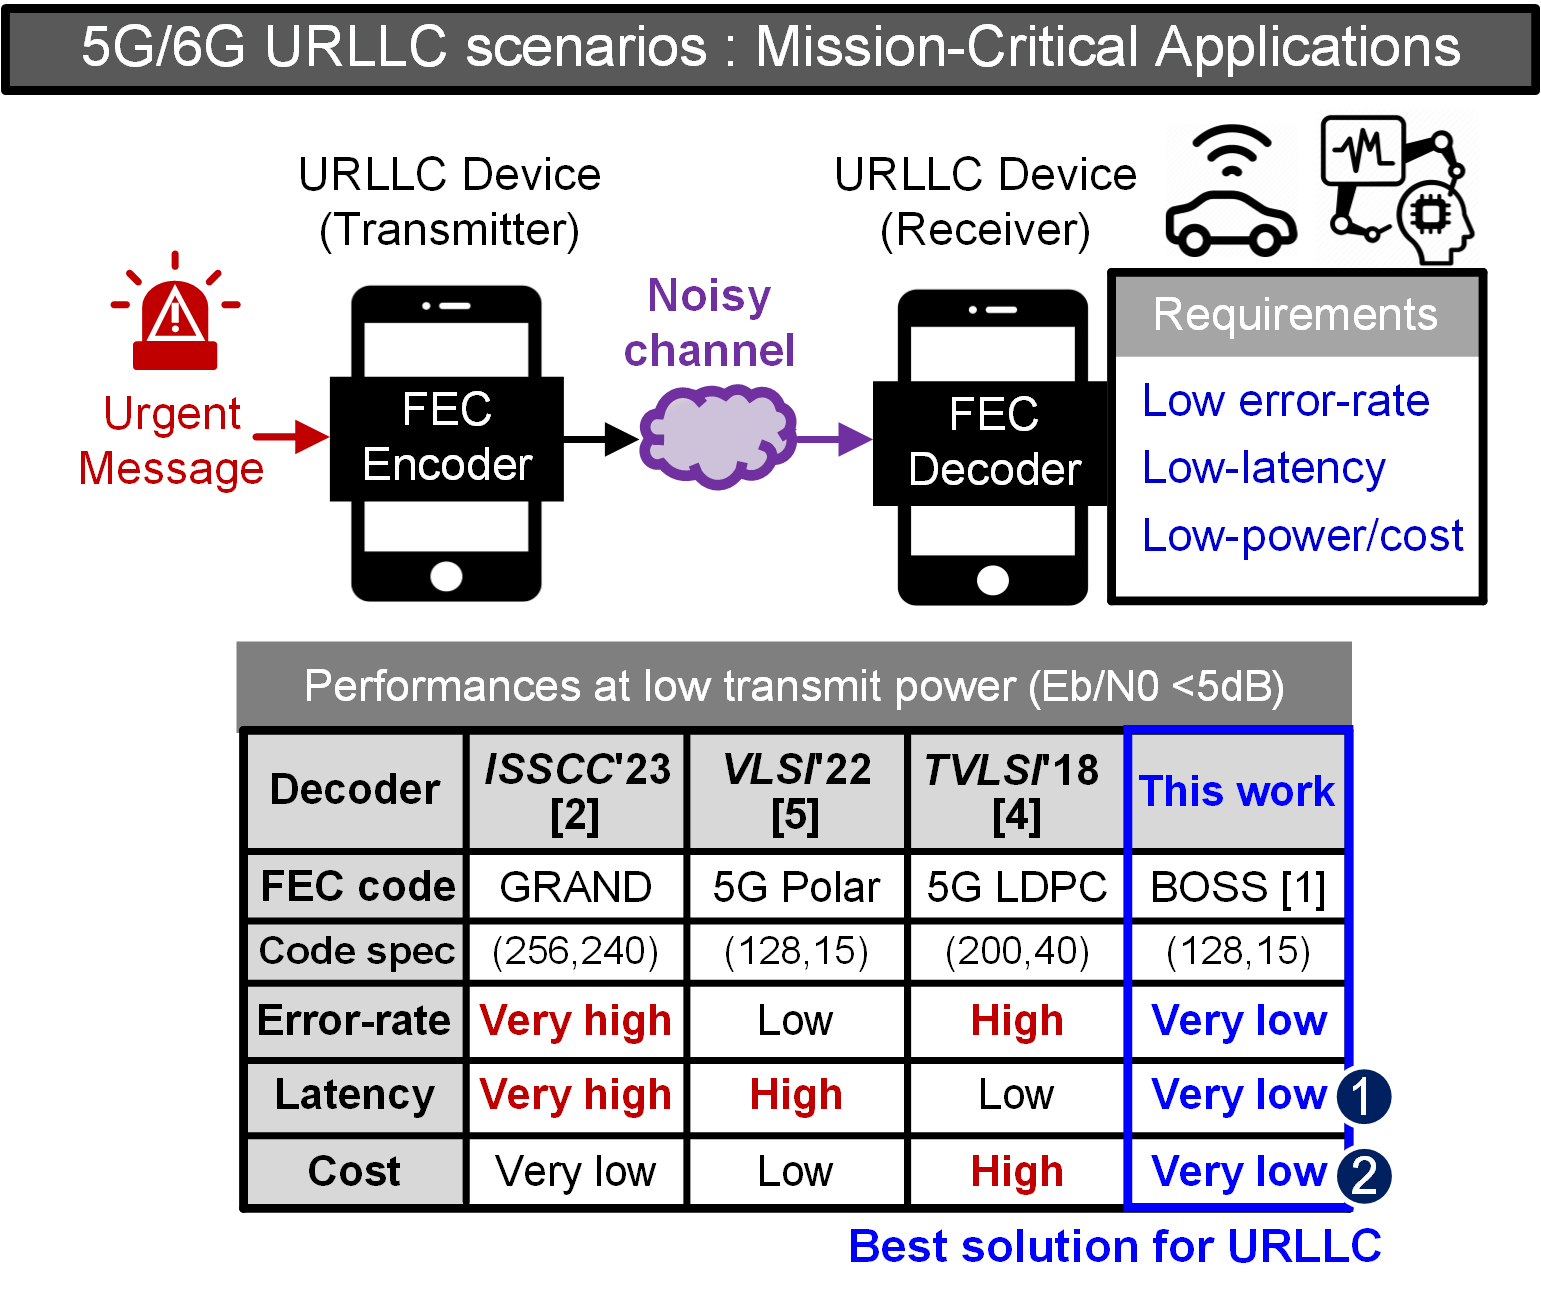 5G/6G URLLC scenarios : Mission-Critical Applications
URLLC Device
(Transmitter)
URLLC Device
(Receiver)
Urgent
Message
FEC
Encoder
Noisy
channel
FEC
Decoder
Requirements
Low error-rate
Low-latency
Low-power/cost
Performances at low transmit power (Eb/N0 <5dB)
Decoder ISSCC'23 [2] VLSI'22 [5] TVLSI'18 [4] This work
FEC code GRAND 5G Polar 5G LDPC BOSS [1]
Code spec (256,240) (128,15) (200,40) (128,15)
Error-rate Very high Low High Very low
Latency Very high High Low Very low 1
Cost Very low Low High Very low 2
Best solution for URLLC